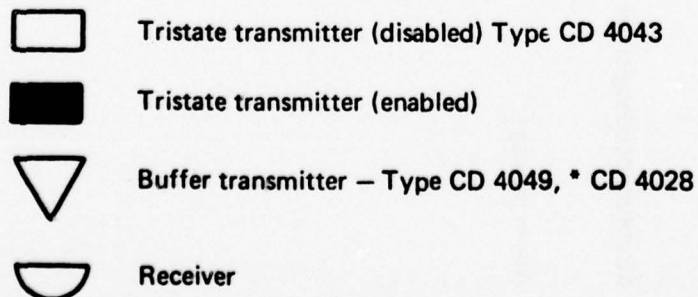 Tristate transmitter (disabled) Type CD 4043
Tristate transmitter (enabled)
Buffer transmitter – Type CD 4049, * CD 4028
Receiver